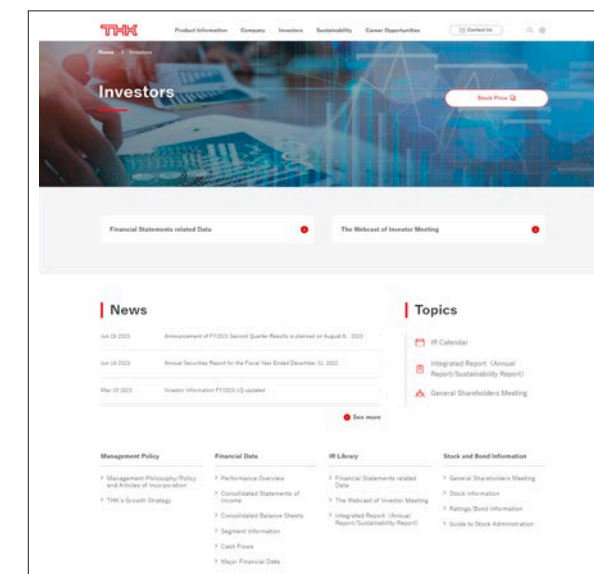 THK
Product Information Company Investors Sustainability Career Opportunities Contact Us
Home > Investors
Investors
Stock Price
Financial Statements related Data
The Webcast of Investor Meeting
News
Jun 29 2023 Announcement of FY2023 Second Quarter Results is planned on August 8, 2023
Jun 19 2023 Annual Securities Report for the Fiscal Year Ended December 31, 2022
May 19 2023 Investor Information FY2023-1Q updated
See more
Topics
IR Calendar
Integrated Report (Annual
Report/Sustainability Report)
General Shareholders Meeting
Management Policy
Management Philosophy/Policy
and Articles of Incorporation
THK's Growth Strategy
Financial Data
Performance Overview
Consolidated Statements of
Income
Consolidated Balance Sheets
Segment Information
Cash Flows
Major Financial Data
IR Library
Financial Statements related
Data
The Webcast of Investor Meeting
Integrated Report (Annual
Report/Sustainability Report)
Stock and Bond Information
General Shareholders Meeting
Stock Information
Ratings/Bond Information
Guide to Stock Administration